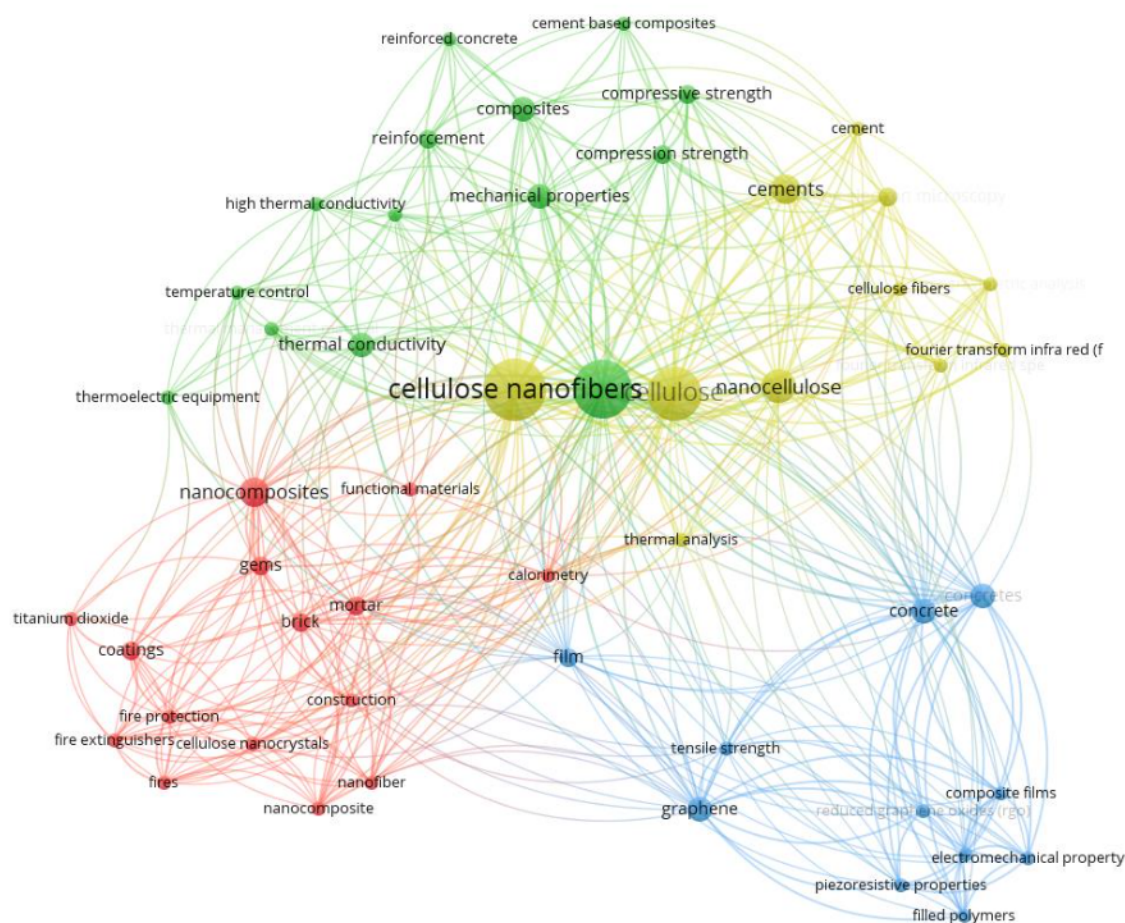 cement based composites
reinforced concrete
compressive strength
composites
cement
reinforcement
compression strength
cements
mechanical properties
microscopy
high thermal conductivity
analysis
cellulose fibers
temperature control
thermal conductivity
fourier transform infra red (f
cellulose nanofibers
cellulose
nanocellulose
thermoelectric equipment
nanocomposites
functional materials
thermal analysis
gems
calorimetry
concretes
mortar
concrete
titanium dioxide
brick
coatings
film
construction
fire protection
fire extinguishers
cellulose nanocrystals
tensile strength
fires
nanofiber
composite films
nanocomposite
graphene
reduced graphene oxides (rgo)
electromechanical property
piezoresistive properties
filled polymers